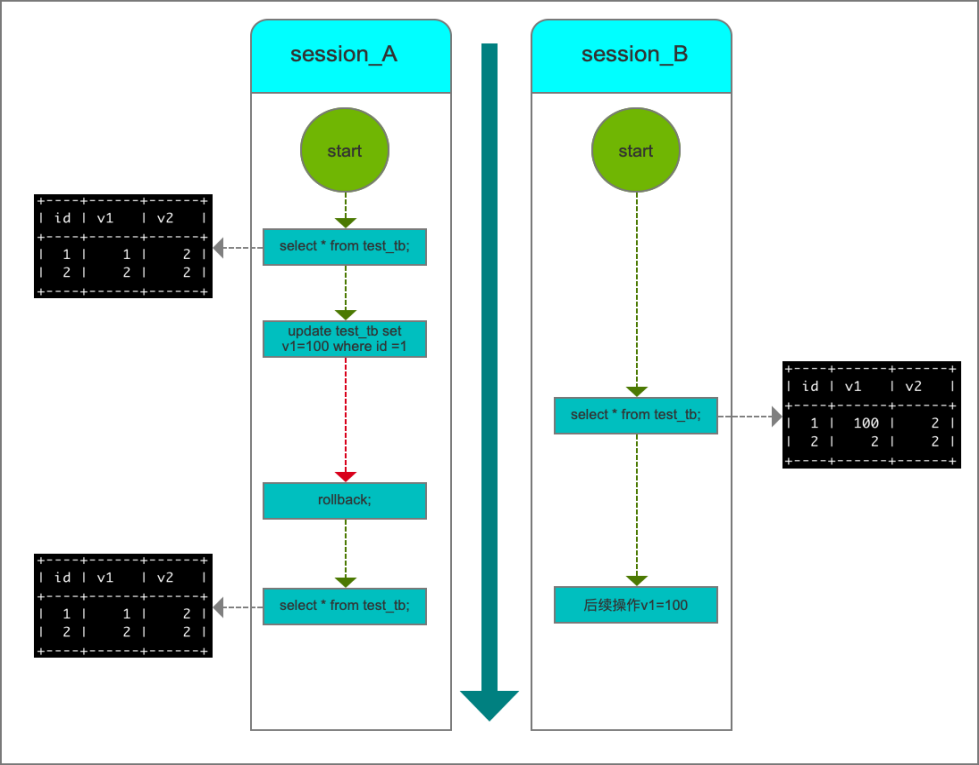 session_A
session_B
start
start
+----+------+------+
| id | v1   | v2   |
+----+------+------+
|  1 |    1 |    2 |
|  2 |    2 |    2 |
+----+------+------+
select * from test_tb;
update test_tb set
v1=100 where id =1
select * from test_tb;
+----+------+------+
| id | v1   | v2   |
+----+------+------+
|  1 |  100 |    2 |
|  2 |    2 |    2 |
+----+------+------+
rollback;
+----+------+------+
| id | v1   | v2   |
+----+------+------+
|  1 |    1 |    2 |
|  2 |    2 |    2 |
+----+------+------+
select * from test_tb;
后续操作v1=100